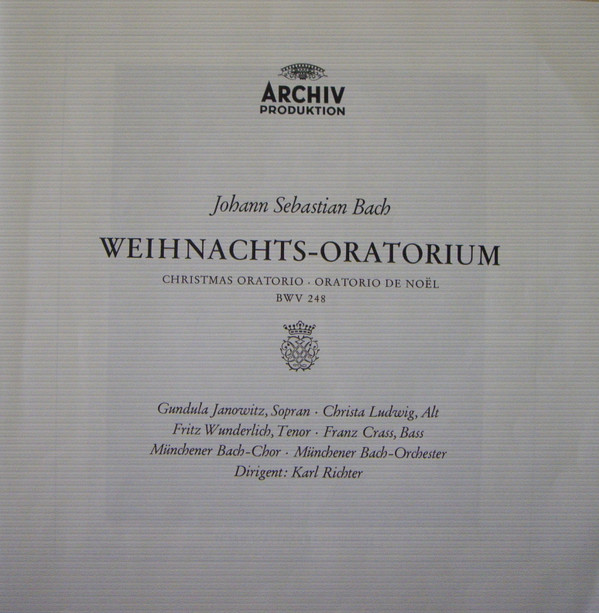 ARCHIV
PRODUKTION
Johann Sebastian Bach
WEIHNACHTS-ORATORIUM
CHRISTMAS ORATORIO · ORATORIO DE NOËL
BWV 248
Gundula Janowitz, Sopran · Christa Ludwig, Alt
Fritz Wunderlich, Tenor · Franz Crass, Bass
Münchener Bach-Chor · Münchener Bach-Orchester
Dirigent: Karl Richter